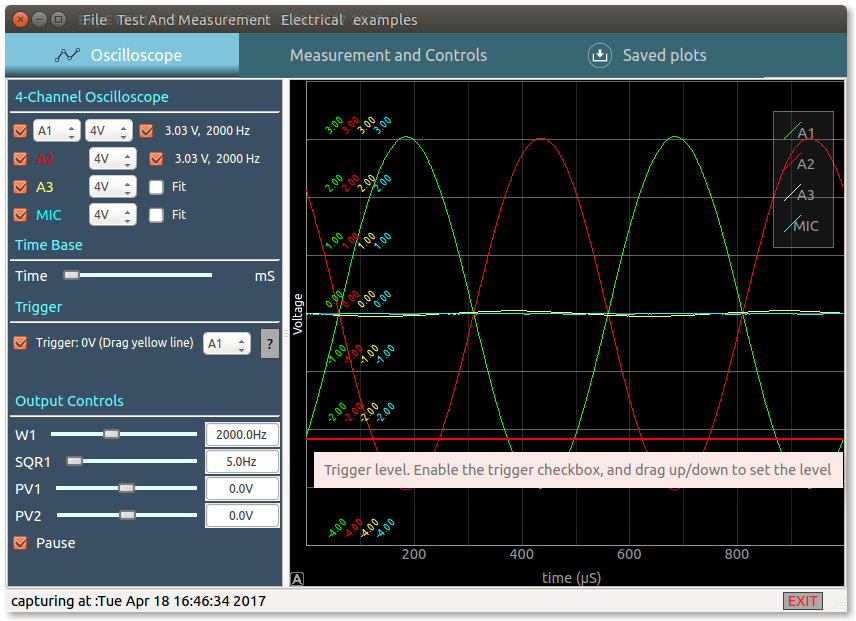 File Test And Measurement Electrical examples
Oscilloscope Measurement and Controls Saved plots
4-Channel Oscilloscope
A1 4V 3.03 V, 2000 Hz
A2 4V 3.03 V, 2000 Hz
A3 4V Fit
MIC 4V Fit
Time Base
Time mS
Trigger
Trigger: 0V (Drag yellow line) A1 ?
Output Controls
W1 2000.0Hz
SQR1 5.0Hz
PV1 0.0V
PV2 0.0V
Pause
Voltage
3.00 3.00 3.00 3.00
2.00 2.00 2.00 2.00
1.00 1.00 1.00 1.00
0.00 0.00 0.00 0.00
-1.00 -1.00 -1.00 -1.00
-2.00 -2.00 -2.00 -2.00
-4.00 -4.00 -4.00 -4.00
A1
A2
A3
MIC
Trigger level. Enable the trigger checkbox, and drag up/down to set the level
200 400 600 800
time (µS)
A
capturing at :Tue Apr 18 16:46:34 2017 EXIT